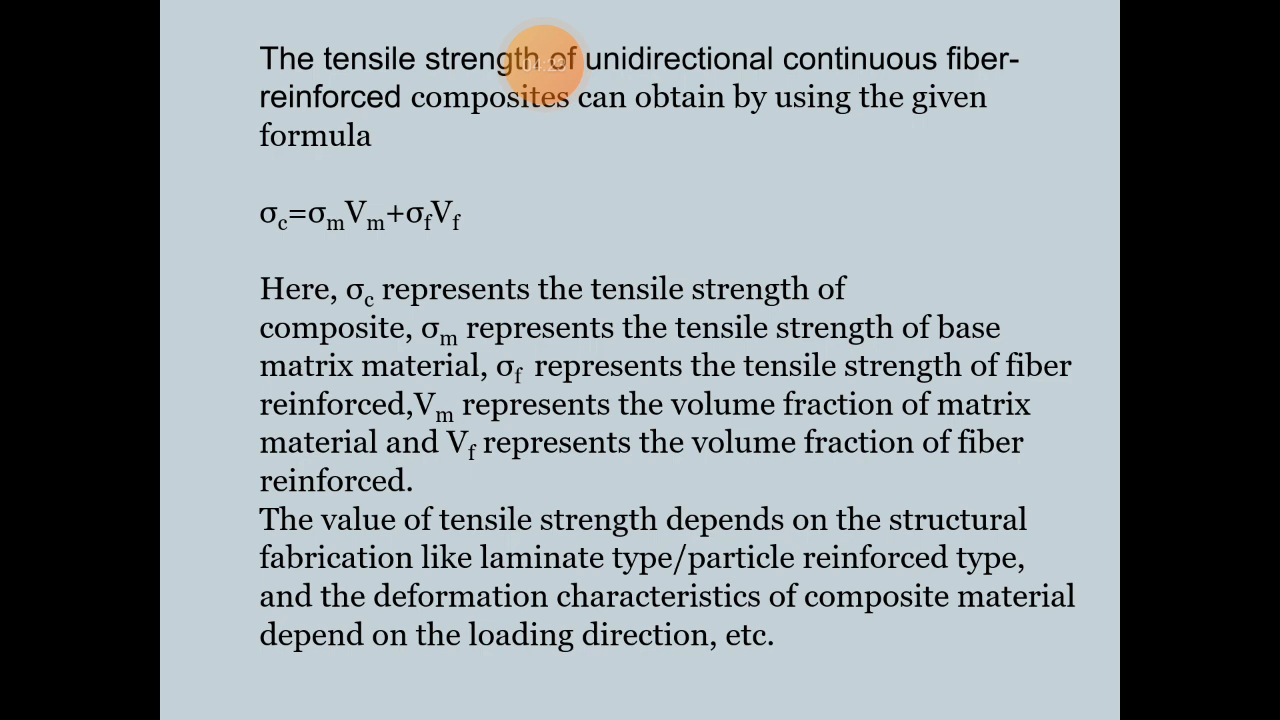 The tensile strength of unidirectional continuous fiber-
reinforced composites can obtain by using the given
formula
σc=σmVm+σfVf
Here, σc represents the tensile strength of
composite, σm represents the tensile strength of base
matrix material, σf represents the tensile strength of fiber
reinforced,Vm represents the volume fraction of matrix
material and Vf represents the volume fraction of fiber
reinforced.
The value of tensile strength depends on the structural
fabrication like laminate type/particle reinforced type,
and the deformation characteristics of composite material
depend on the loading direction, etc.